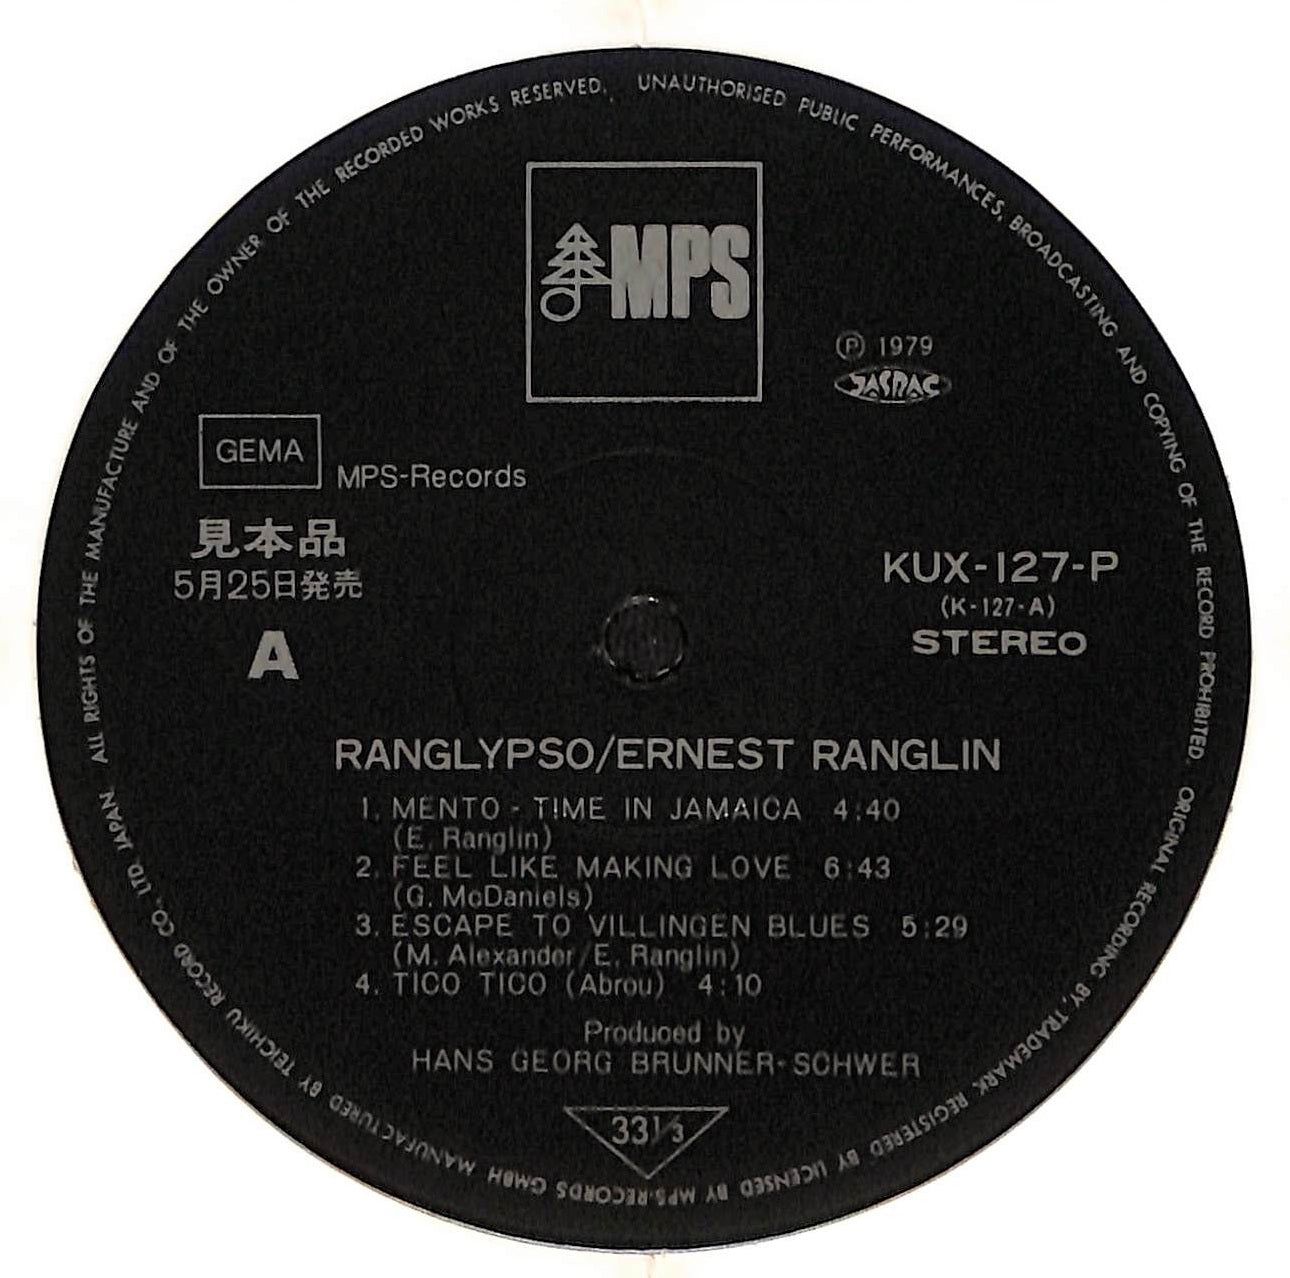 ALL RIGHTS OF THE MANUFACTURE AND OF THE OWNER OF THE RECORDED WORKS RESERVED. UNAUTHORISED PUBLIC PERFORMANCES, BROADCASTING AND COPYING OF THE RECORD PROHIBITED. ORIGINAL RECORDING BY, TRADEMARK REGISTERED BY LICENSED BY MPS-RECORDS GMBH MANUFACTURED BY TEICHIKU RECORD CO., LTD. JAPAN.
MPS
Ⓟ 1979
JASRAC
GEMA
MPS-Records
見本品
5月25日発売
A
KUX-127-P
(K-127-A)
STEREO
RANGLYPSO/ERNEST RANGLIN
1. MENTO - TIME IN JAMAICA 4:40
(E. Ranglin)
2. FEEL LIKE MAKING LOVE 6:43
(G. McDaniels)
3. ESCAPE TO VILLINGEN BLUES 5:29
(M. Alexander/E. Ranglin)
4. TICO TICO (Abrou) 4:10
Produced by
HANS GEORG BRUNNER-SCHWER
33 1/3